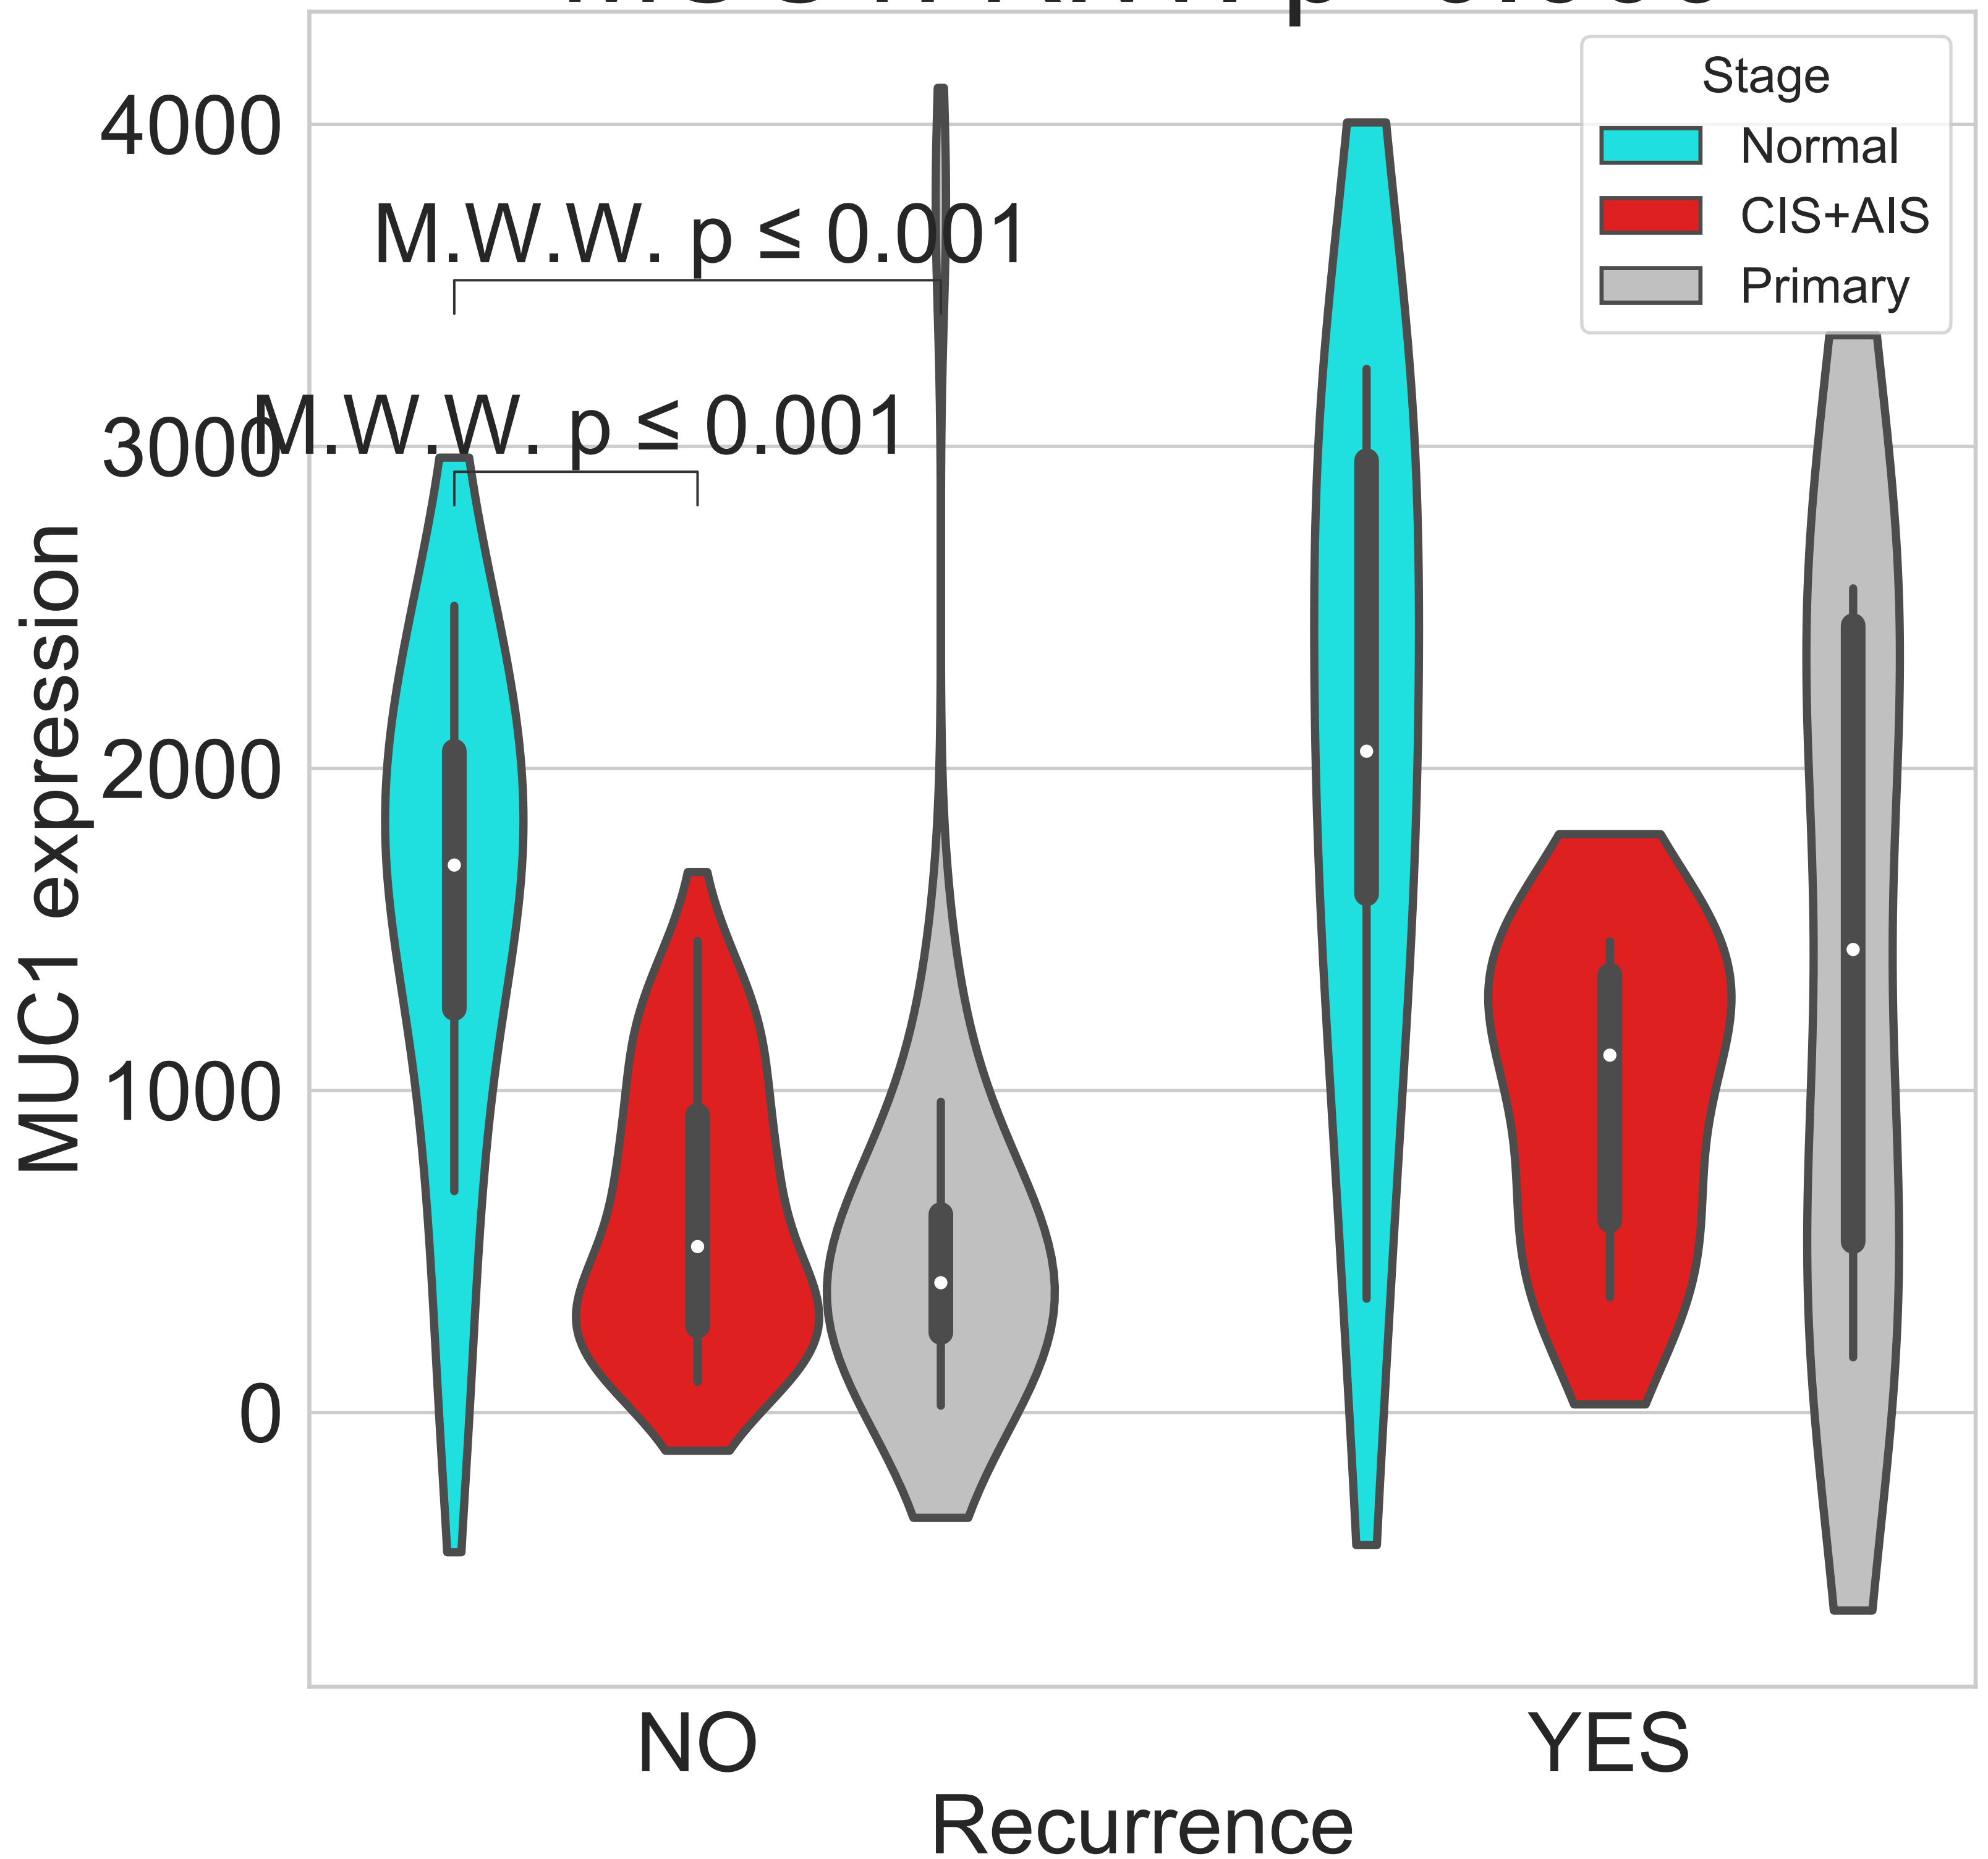 Stage
Normal
CIS+AIS
Primary
M.W.W. p ≤ 0.001
M.W.W. p ≤ 0.001
4000
3000
2000
1000
0
MUC1 expression
NO
YES
Recurrence